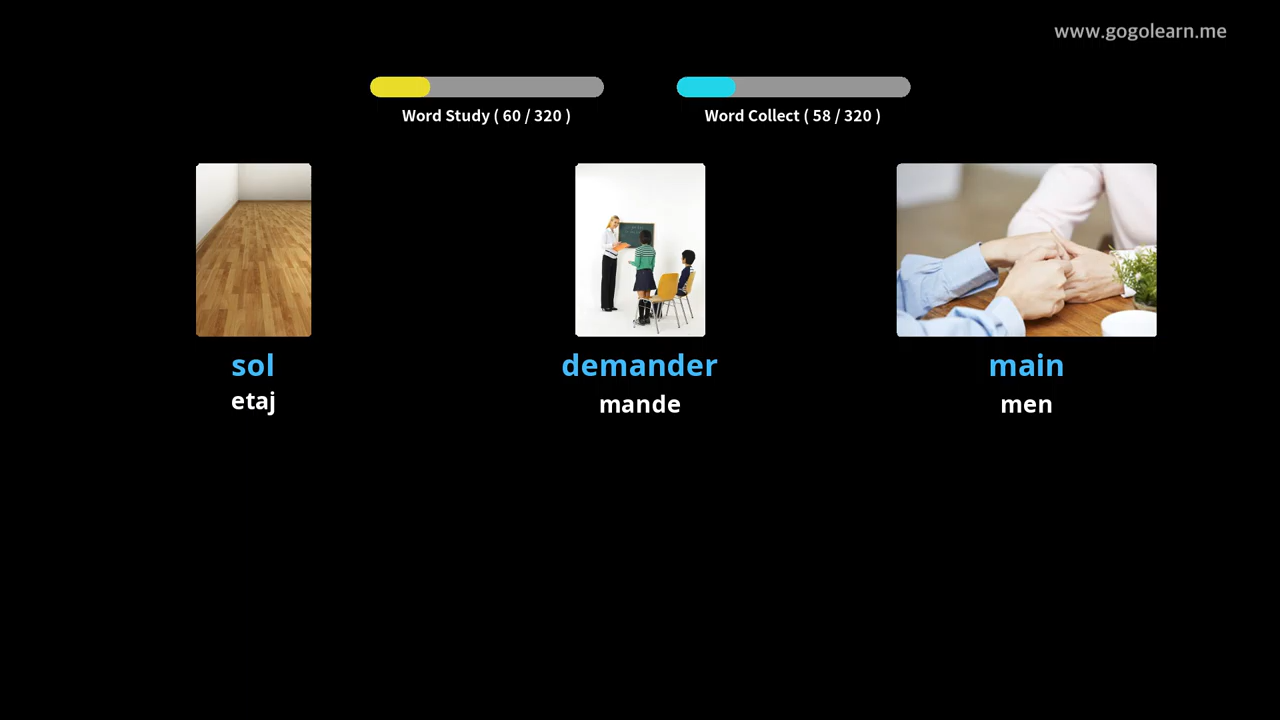 www.gogolearn.me
Word Study ( 60 / 320 )
Word Collect ( 58 / 320 )
sol
etaj
demander
mande
main
men